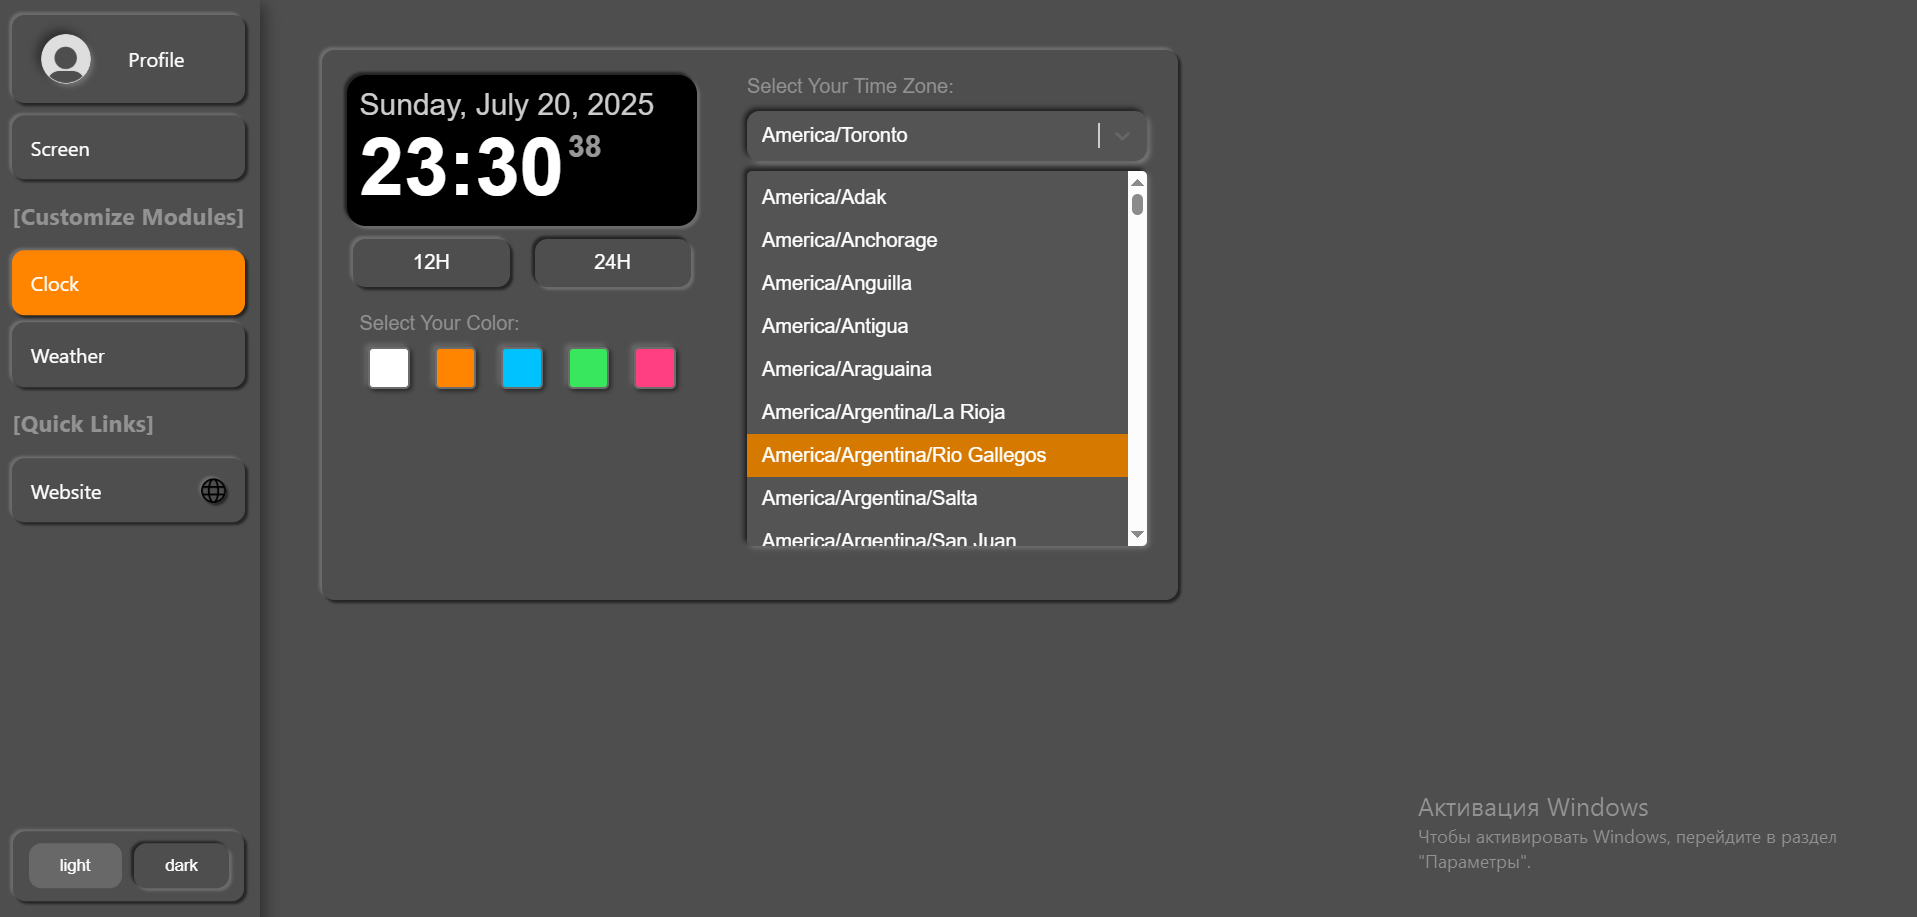 Profile
Screen
[Customize Modules]
Clock
Weather
[Quick Links]
Website
light
dark
Sunday, July 20, 2025
23:30 38
12H
24H
Select Your Color:
Select Your Time Zone:
America/Toronto
America/Adak
America/Anchorage
America/Anguilla
America/Antigua
America/Araguaina
America/Argentina/La Rioja
America/Argentina/Rio Gallegos
America/Argentina/Salta
America/Argentina/San Juan
Активация Windows
Чтобы активировать Windows, перейдите в раздел
"Параметры".